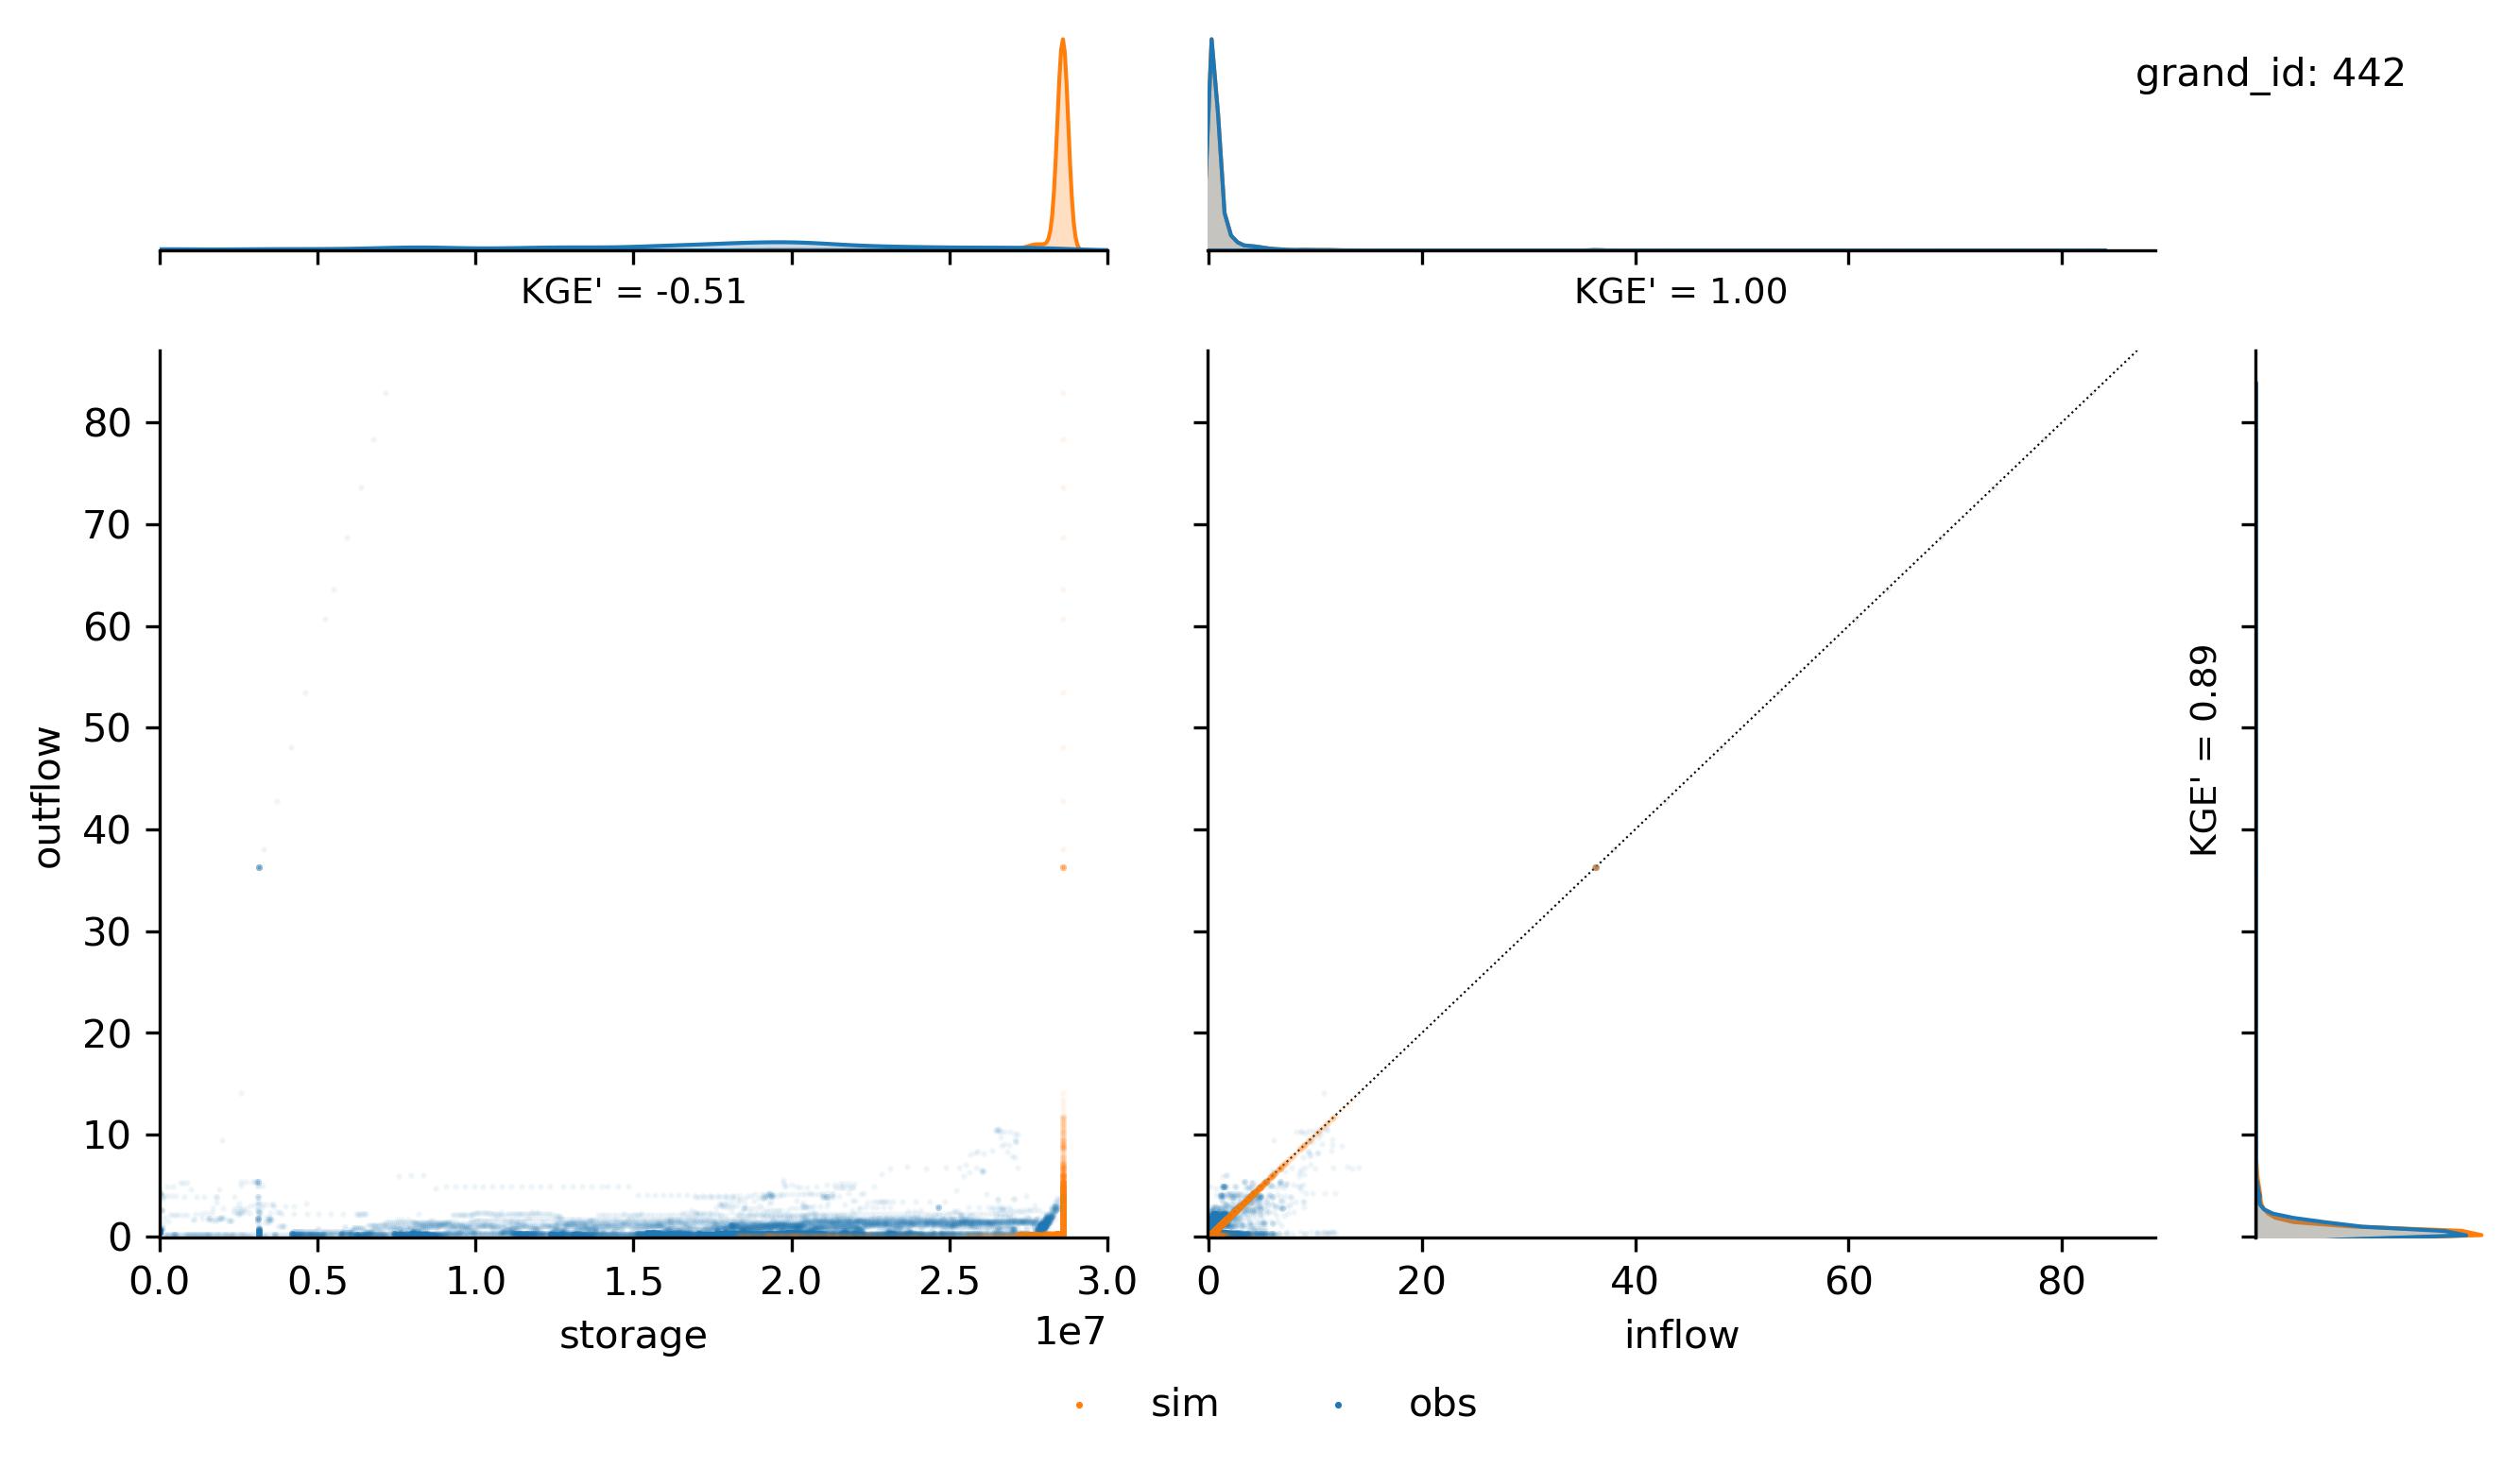 grand_id: 442
KGE' = -0.51
KGE' = 1.00
80
70
60
50
40
30
20
10
0
outflow
KGE' = 0.89
0.0 0.5 1.0 1.5 2.0 2.5 3.0
1e7
storage
0 20 40 60 80
inflow
sim obs